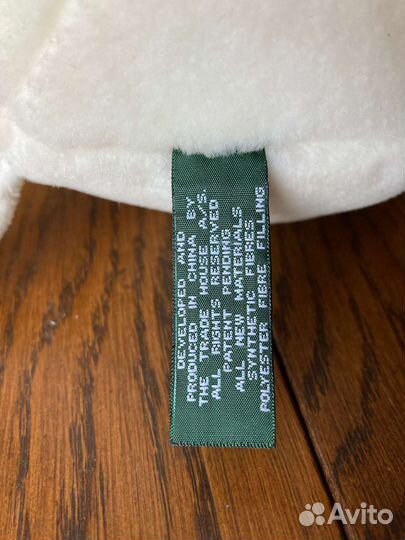 DEVELOPED AND
PRODUCED IN CHINA BY
THE TRADE HOUSE A/S.
ALL RIGHTS RESERVED
PATENT PENDING
ALL NEW MATERIALS
SYNTHETIC FIBRES
POLYESTER FIBRE FILLING
Avito